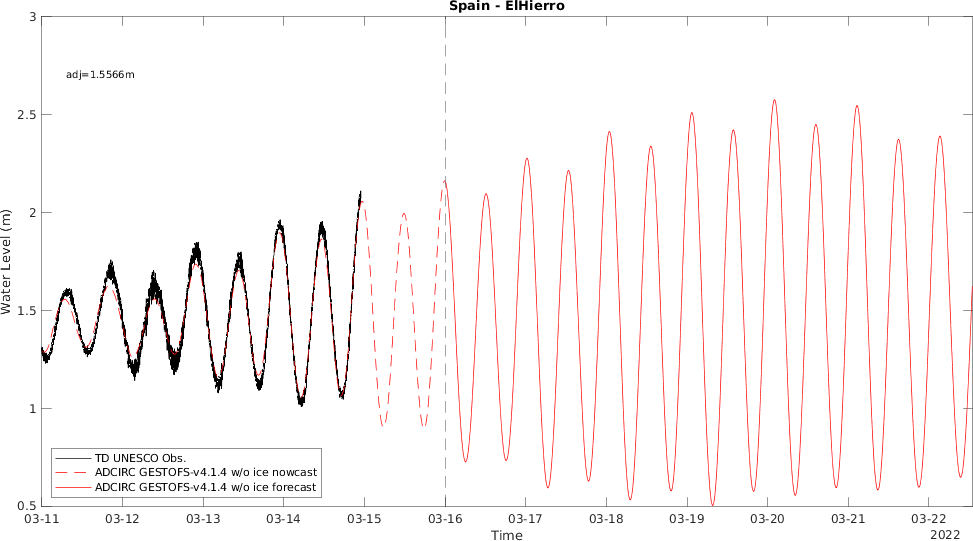 Spain - ElHierro
3
adj=1.5566m
2.5
2
Water Level (m)
1.5
1
TD UNESCO Obs.
ADCIRC GESTOFS-v4.1.4 w/o ice nowcast
ADCIRC GESTOFS-v4.1.4 w/o ice forecast
0.5
03-11 03-12 03-13 03-14 03-15 03-16 03-17 03-18 03-19 03-20 03-21 03-22
Time
2022